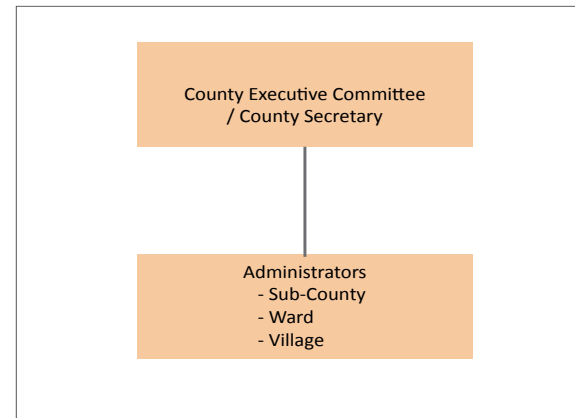 County Executive Committee
/ County Secretary
Administrators
- Sub-County
- Ward
- Village